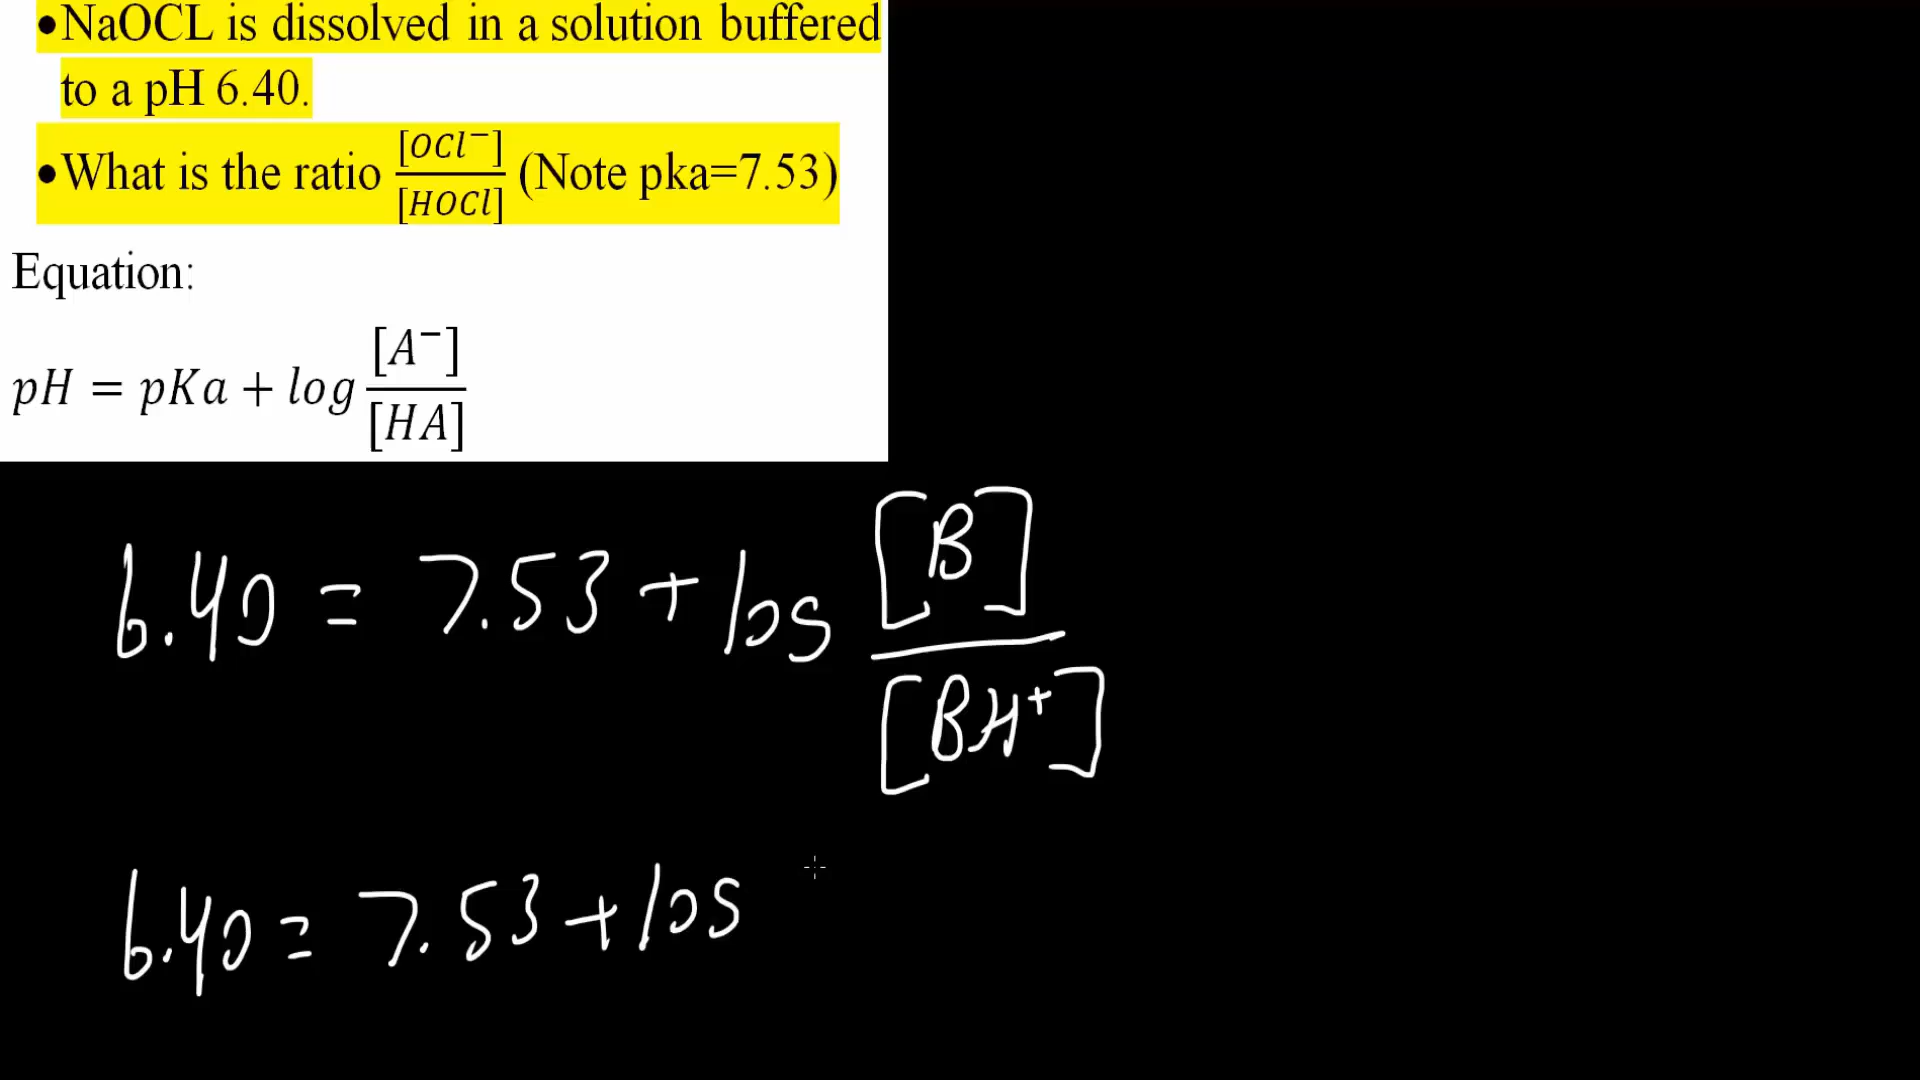 •NaOCL is dissolved in a solution buffered
to a pH 6.40.
•What is the ratio [OCl⁻]/[HOCl] (Note pka=7.53)
Equation:
pH = pKa + log [A⁻]/[HA]
6.40 = 7.53 + log [B]/[BH⁺]
6.40 = 7.53 + log